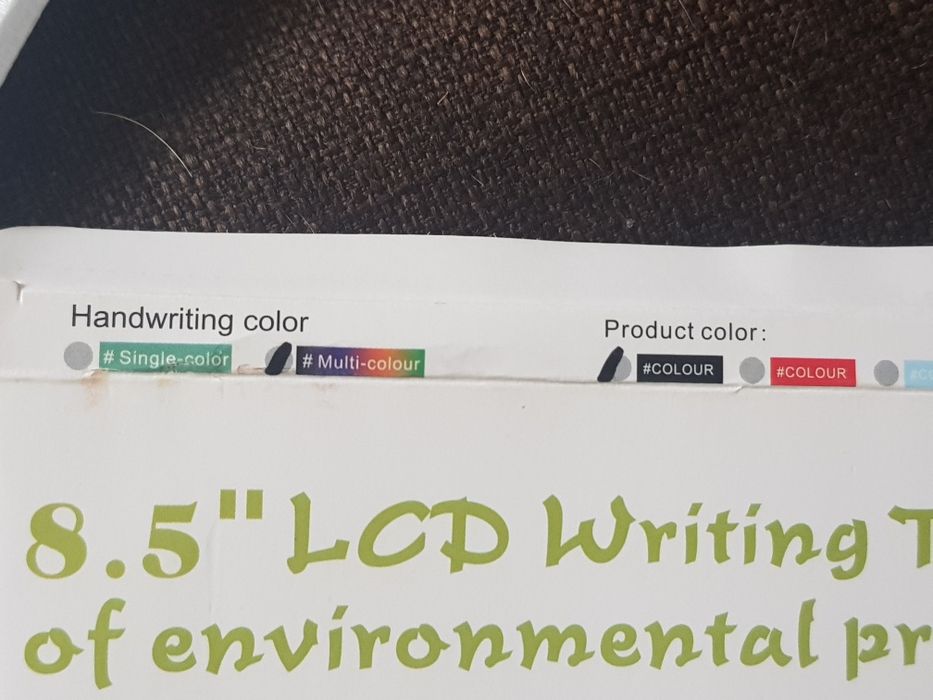 Handwriting color
Product color:
# Single-color # Multi-colour
#COLOUR #COLOUR
8.5" LCD Writing
of environmental